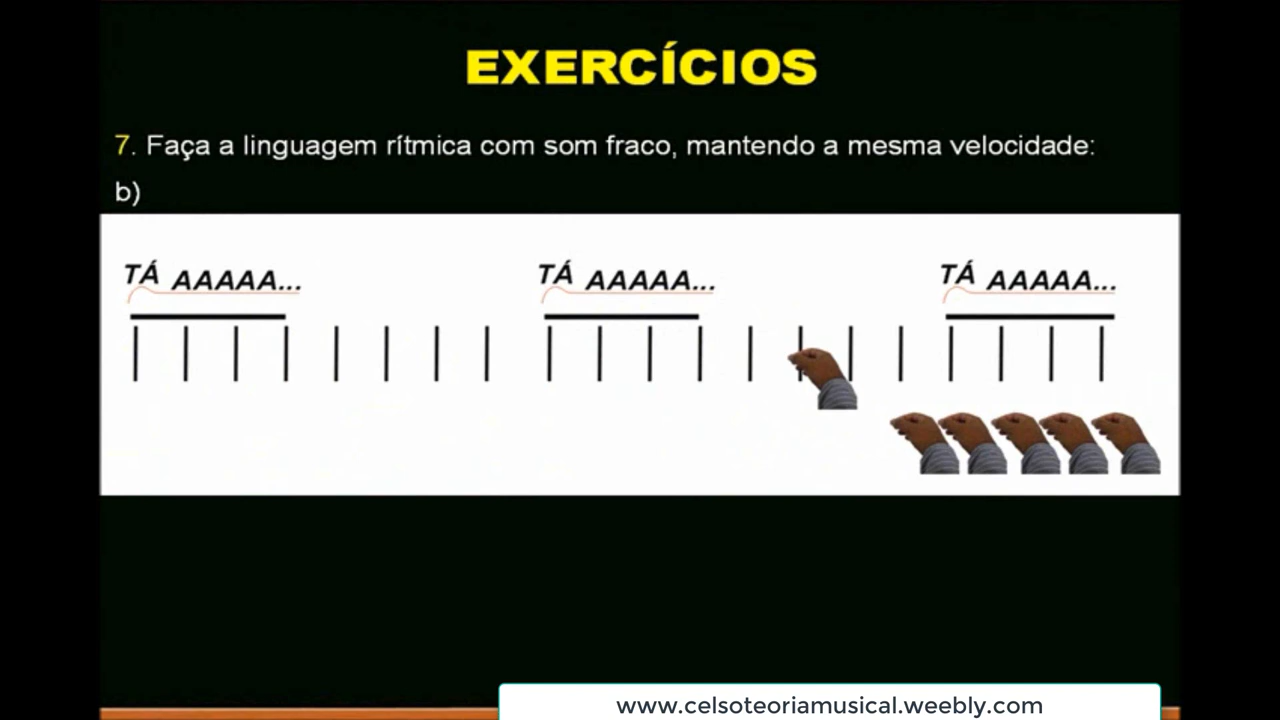 EXERCÍCIOS
7. Faça a linguagem rítmica com som fraco, mantendo a mesma velocidade:
b)
TÁ AAAAA... TÁ AAAAA... TÁ AAAAA...
www.celsoteoriamusical.weebly.com